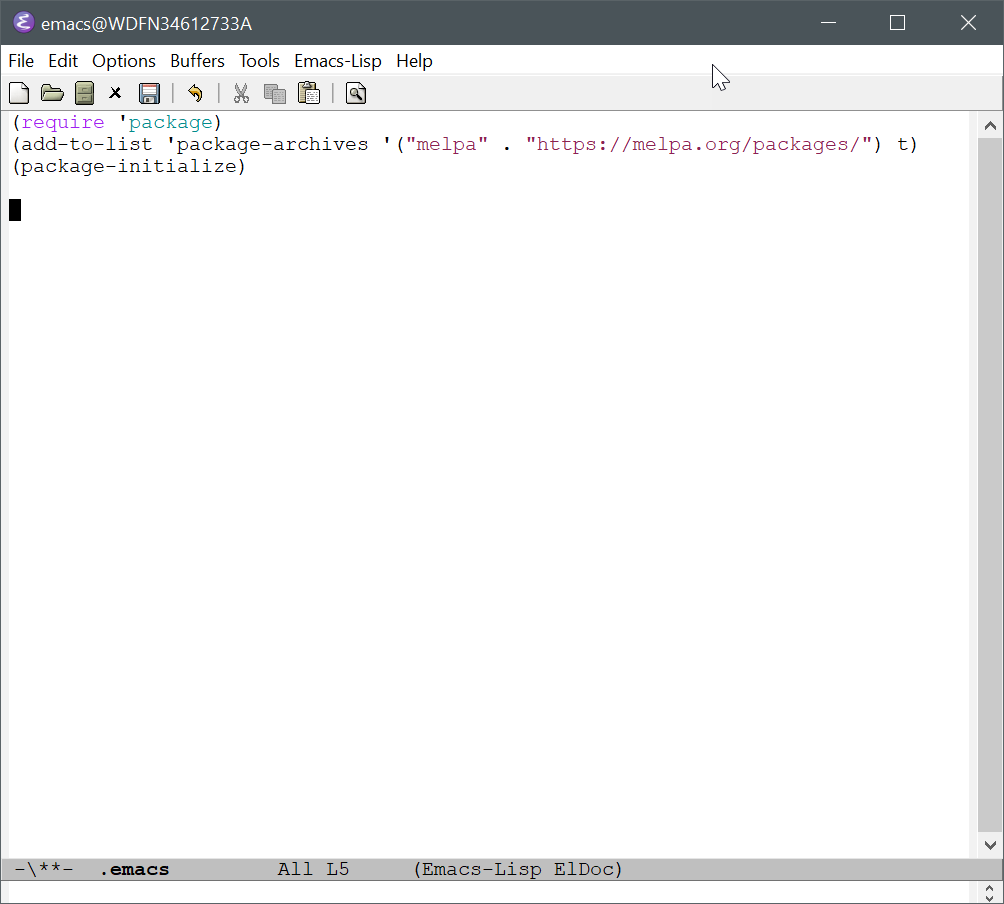 emacs@WDFN34612733A
File Edit Options Buffers Tools Emacs-Lisp Help
(require 'package)
(add-to-list 'package-archives '("melpa" . "https://melpa.org/packages/") t)
(package-initialize)
-\**- .emacs All L5 (Emacs-Lisp ElDoc)